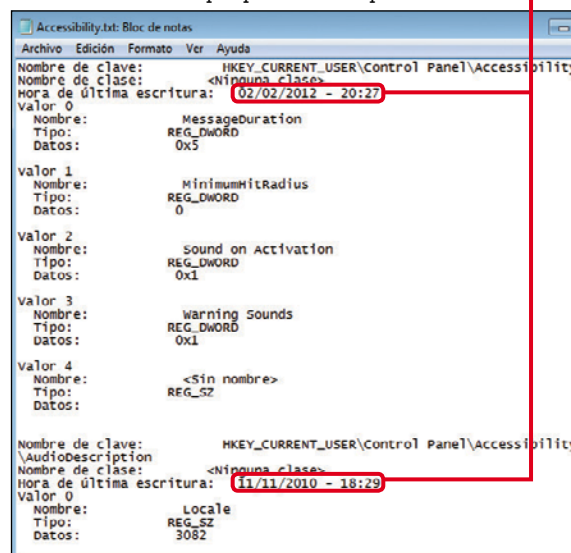 Accessibility.txt: Bloc de notas
Archivo Edición Formato Ver Ayuda
Nombre de clave: HKEY_CURRENT_USER\Control Panel\Accessibility
Nombre de clase: <Ninguna clase>
Hora de última escritura: 02/02/2012 - 20:27
Valor 0
Nombre: MessageDuration
Tipo: REG_DWORD
Datos: 0x5
Valor 1
Nombre: MinimumHitRadius
Tipo: REG_DWORD
Datos: 0
Valor 2
Nombre: Sound on Activation
Tipo: REG_DWORD
Datos: 0x1
Valor 3
Nombre: Warning Sounds
Tipo: REG_DWORD
Datos: 0x1
Valor 4
Nombre: <Sin nombre>
Tipo: REG_SZ
Datos:
Nombre de clave: HKEY_CURRENT_USER\Control Panel\Accessibility
\AudioDescription
Nombre de clase: <Ninguna clase>
Hora de última escritura: 11/11/2010 - 18:29
Valor 0
Nombre: Locale
Tipo: REG_SZ
Datos: 3082